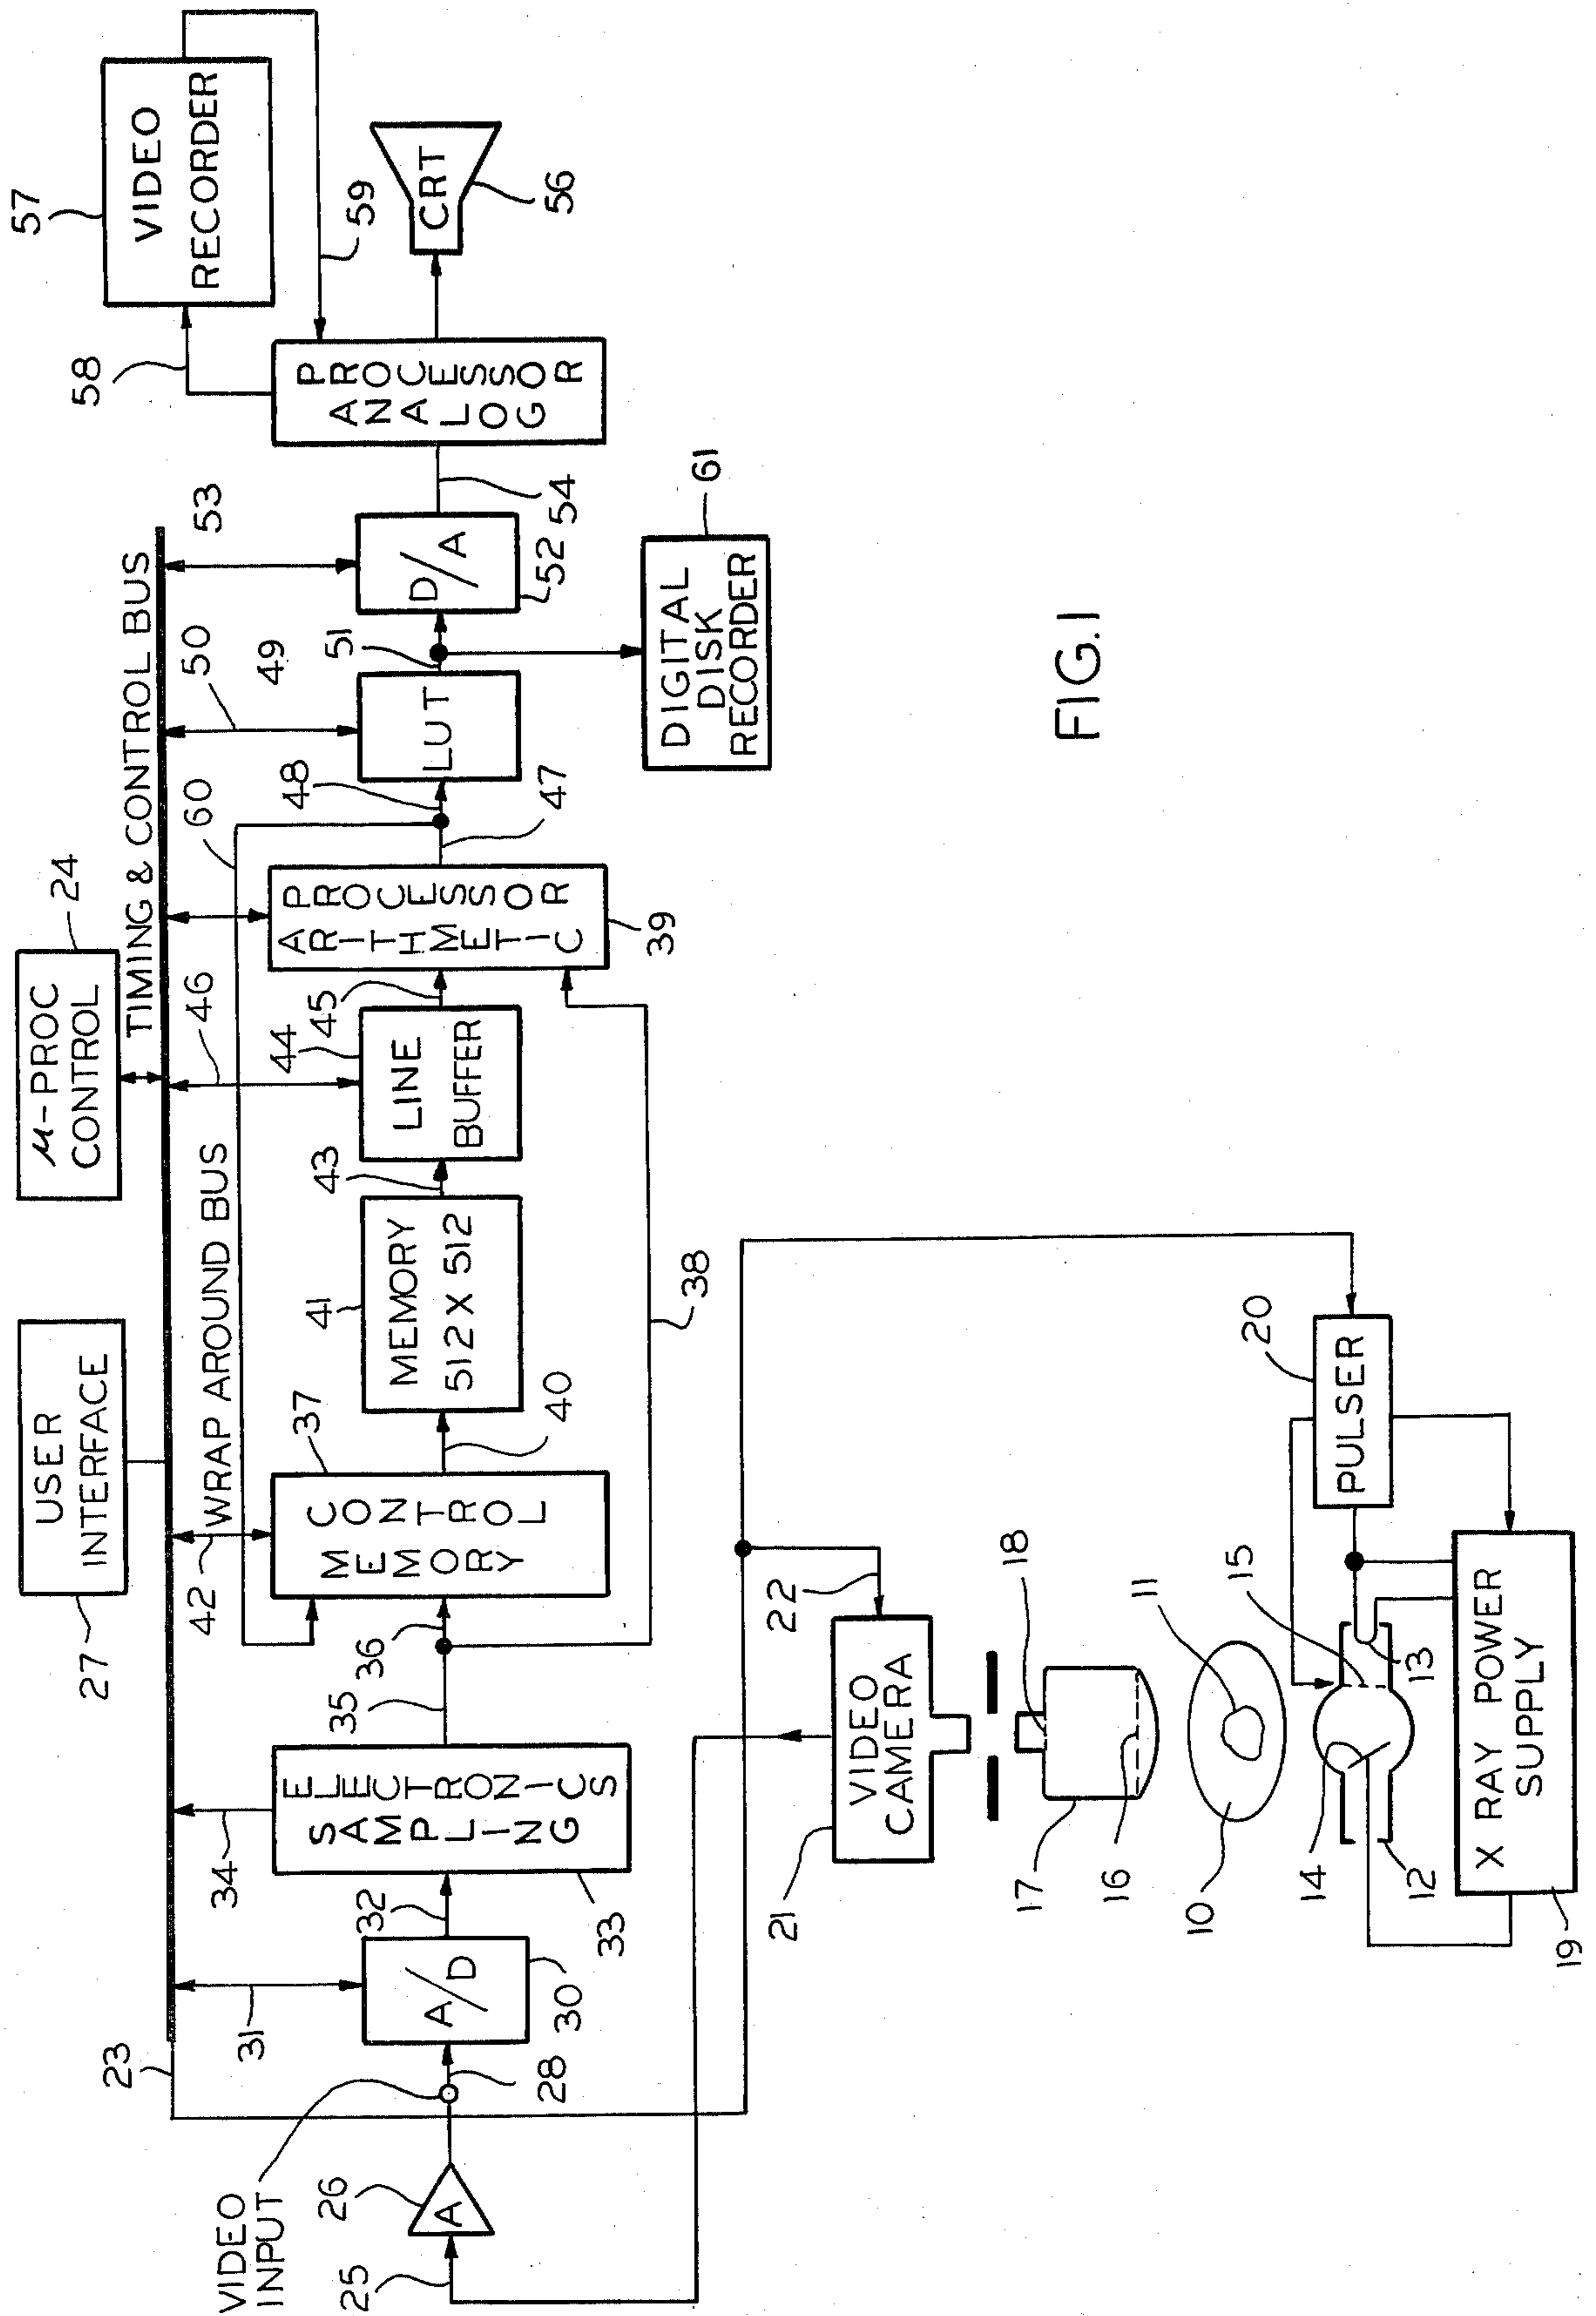 57
VIDEO
RECORDER
58
59
CRT
56
ANALOG
PROCESSOR
53
54
D/A
52
61
DIGITAL
DISK
RECORDER
TIMING & CONTROL BUS
50
49
51
LUT
48
47
60
24
μ-PROC
CONTROL
ARITHMETIC
PROCESSOR
39
46
45
44
LINE
BUFFER
43
WRAP AROUND BUS
41
MEMORY
512 X 512
40
38
37
MEMORY
CONTROL
USER
INTERFACE
27
42
36
35
34
SAMPLING
ELECTRONICS
33
32
A/D
30
31
23
28
VIDEO
INPUT
26
A
25
22
VIDEO
CAMERA
21
18
17
16
11
10
20
PULSER
15
13
14
12
X RAY POWER
SUPPLY
19
FIG.1